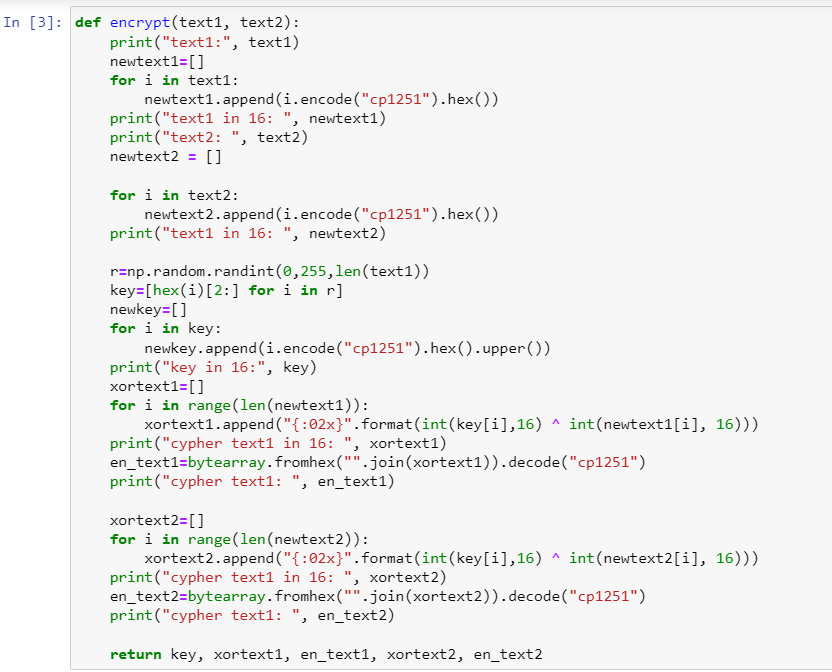 In [3]: def encrypt(text1, text2):
    print("text1:", text1)
    newtext1=[]
    for i in text1:
        newtext1.append(i.encode("cp1251").hex())
    print("text1 in 16: ", newtext1)
    print("text2: ", text2)
    newtext2 = []

    for i in text2:
        newtext2.append(i.encode("cp1251").hex())
    print("text1 in 16: ", newtext2)

    r=np.random.randint(0,255,len(text1))
    key=[hex(i)[2:] for i in r]
    newkey=[]
    for i in key:
        newkey.append(i.encode("cp1251").hex().upper())
    print("key in 16:", key)
    xortext1=[]
    for i in range(len(newtext1)):
        xortext1.append("{:02x}".format(int(key[i],16) ^ int(newtext1[i], 16)))
    print("cypher text1 in 16: ", xortext1)
    en_text1=bytearray.fromhex("".join(xortext1)).decode("cp1251")
    print("cypher text1: ", en_text1)

    xortext2=[]
    for i in range(len(newtext2)):
        xortext2.append("{:02x}".format(int(key[i],16) ^ int(newtext2[i], 16)))
    print("cypher text1 in 16: ", xortext2)
    en_text2=bytearray.fromhex("".join(xortext2)).decode("cp1251")
    print("cypher text1: ", en_text2)

    return key, xortext1, en_text1, xortext2, en_text2